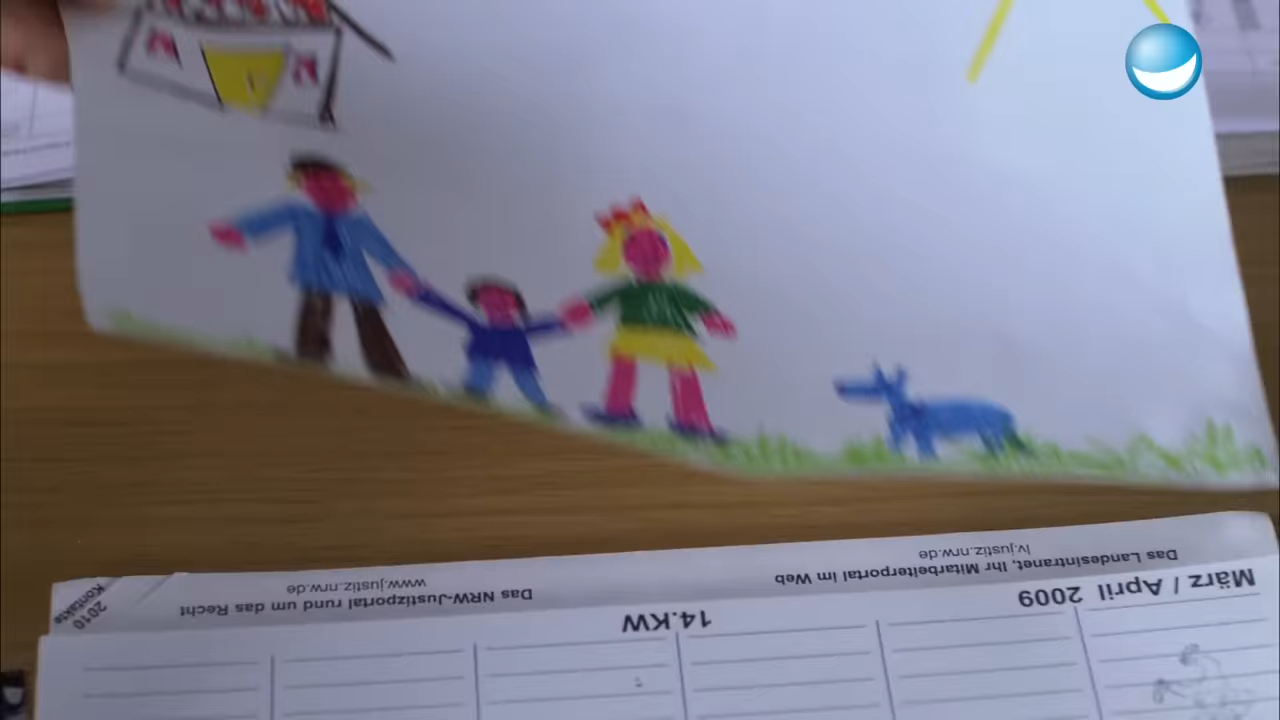 März / April 2009
14.KW
Das Landesintranet, Ihr Mitarbeiterportal im Web
lv.justiz.nrw.de
Das NRW-Justizportal rund um das Recht
www.justiz.nrw.de
2010
Kontakte